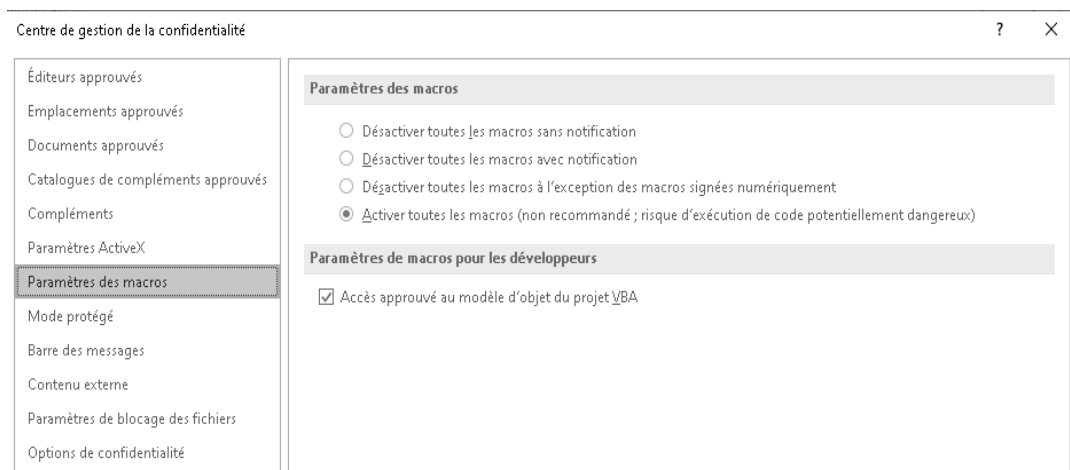 Centre de gestion de la confidentialité
? X
Éditeurs approuvés
Emplacements approuvés
Documents approuvés
Catalogues de compléments approuvés
Compléments
Paramètres ActiveX
Paramètres des macros
Mode protégé
Barre des messages
Contenu externe
Paramètres de blocage des fichiers
Options de confidentialité
Paramètres des macros
Désactiver toutes les macros sans notification
Désactiver toutes les macros avec notification
Désactiver toutes les macros à l'exception des macros signées numériquement
Activer toutes les macros (non recommandé ; risque d'exécution de code potentiellement dangereux)
Paramètres de macros pour les développeurs
Accès approuvé au modèle d'objet du projet VBA